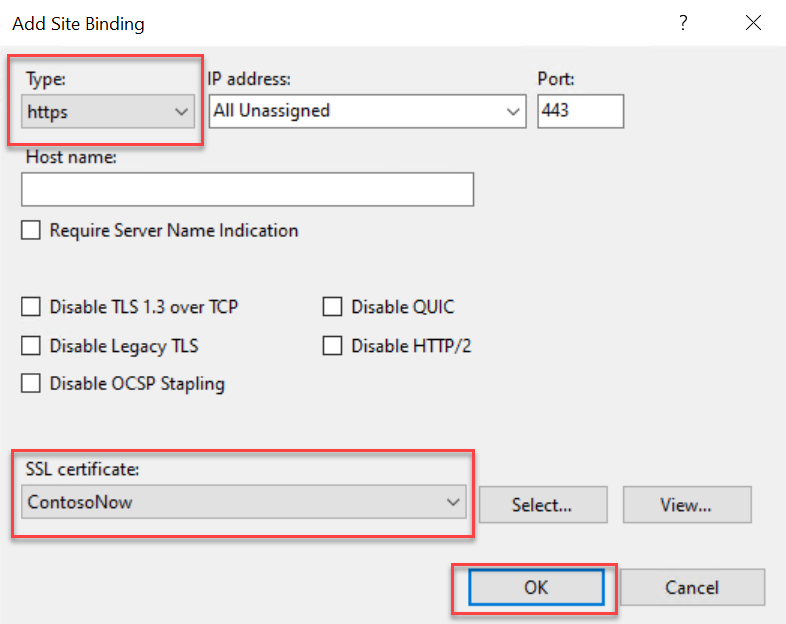 Add Site Binding ?
Type: IP address: Port:
https All Unassigned 443
Host name:
Require Server Name Indication
Disable TLS 1.3 over TCP Disable QUIC
Disable Legacy TLS Disable HTTP/2
Disable OCSP Stapling
SSL certificate:
ContosoNow Select... View...
OK Cancel